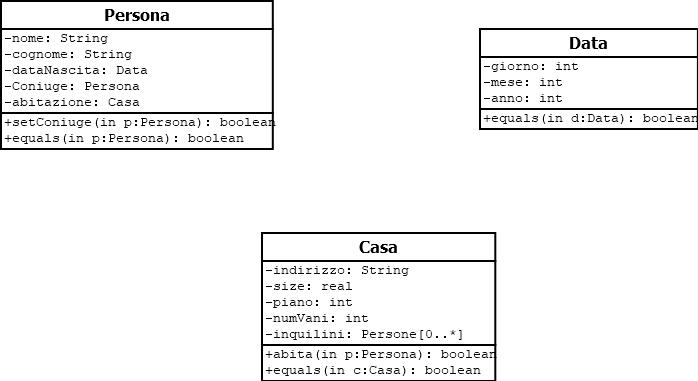 Persona
-nome: String
-cognome: String
-dataNascita: Data
-Coniuge: Persona
-abitazione: Casa
+setConiuge(in p:Persona): boolean
+equals(in p:Persona): boolean
Data
-giorno: int
-mese: int
-anno: int
+equals(in d:Data): boolean
Casa
-indirizzo: String
-size: real
-piano: int
-numVani: int
-inquilini: Persone[0..*]
+abita(in p:Persona): boolean
+equals(in c:Casa): boolean